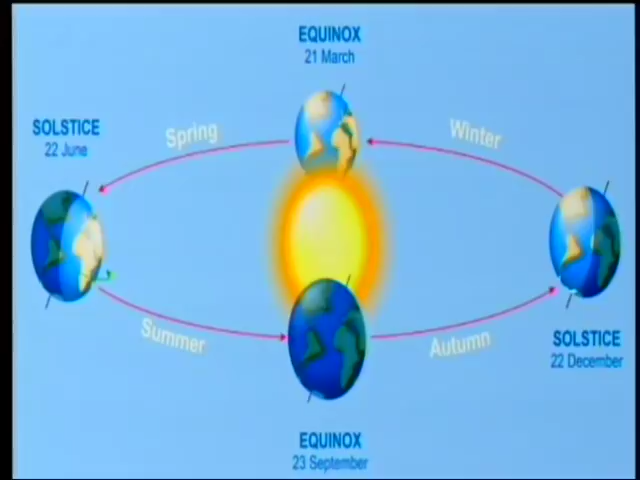 EQUINOX
21 March
SOLSTICE
22 June
Spring
Winter
Summer
Autumn
SOLSTICE
22 December
EQUINOX
23 September